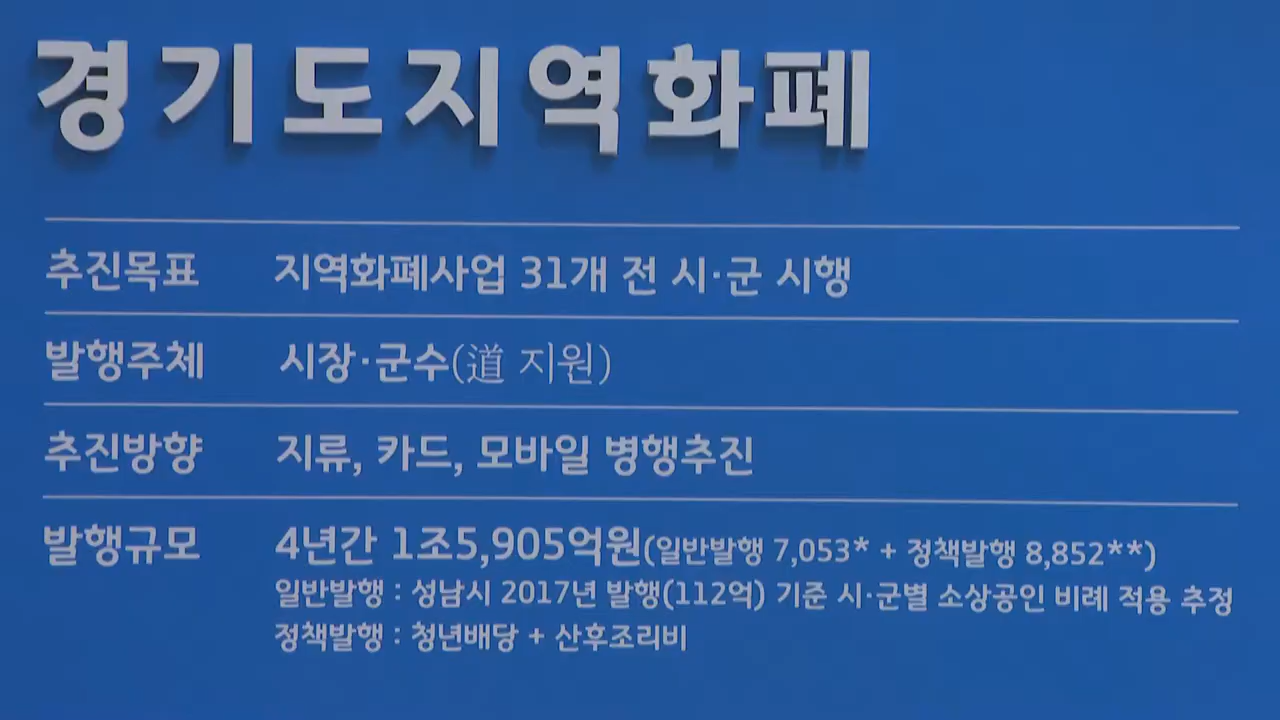 경기도지역화폐
추진목표 지역화폐사업 31개 전 시·군 시행
발행주체 시장·군수(道 지원)
추진방향 지류, 카드, 모바일 병행추진
발행규모 4년간 1조5,905억원(일반발행 7,053* + 정책발행 8,852**)
일반발행 : 성남시 2017년 발행(112억) 기준 시·군별 소상공인 비례 적용 추정
정책발행 : 청년배당 + 산후조리비